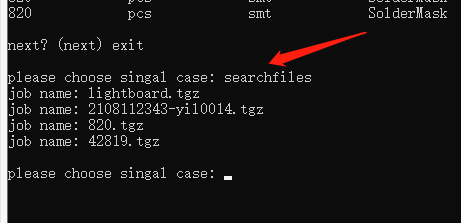 820 pcs smt SolderMask
next? (next) exit
please choose singal case: searchfiles
job name: lightboard.tgz
job name: 2108112343-yi10014.tgz
job name: 820.tgz
job name: 42819.tgz
please choose singal case: _